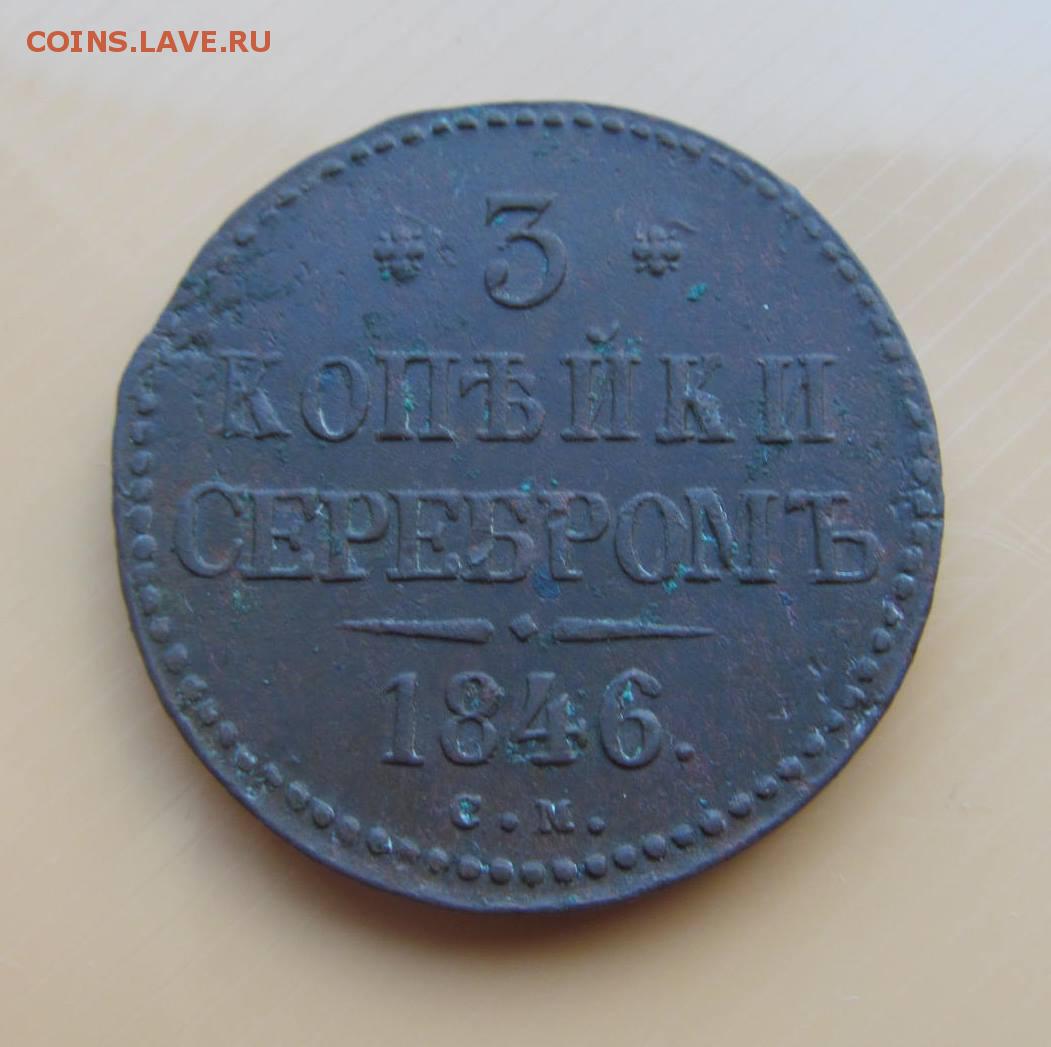 COINS.LAVE.RU
3
КОПѢЙКИ
СЕРЕБРОМЪ
1846.
С.М.